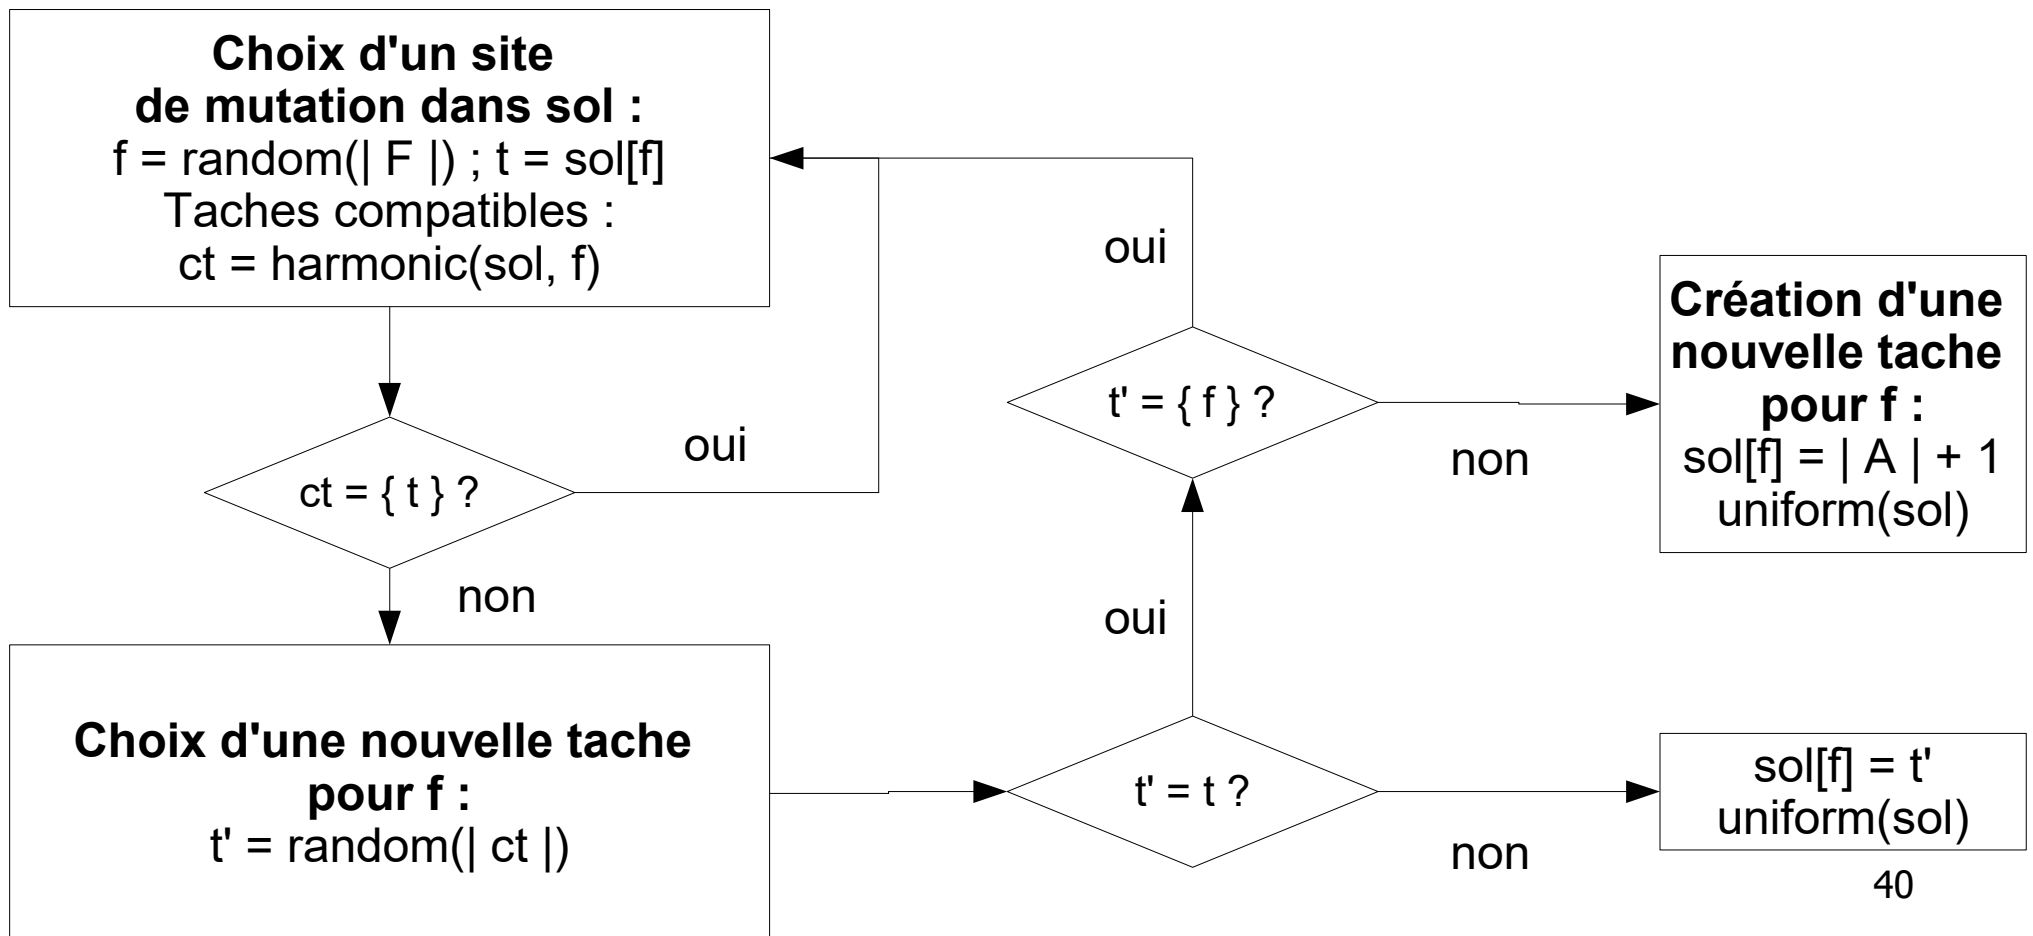 Choix d'un site
de mutation dans sol :
f = random(| F |) ; t = sol[f]
Taches compatibles :
ct = harmonic(sol, f)
ct = { t } ?
oui
non
Choix d'une nouvelle tache
pour f :
t' = random(| ct |)
t' = t ?
oui
non
t' = { f } ?
oui
non
Création d'une
nouvelle tache
pour f :
sol[f] = | A | + 1
uniform(sol)
sol[f] = t'
uniform(sol)
40